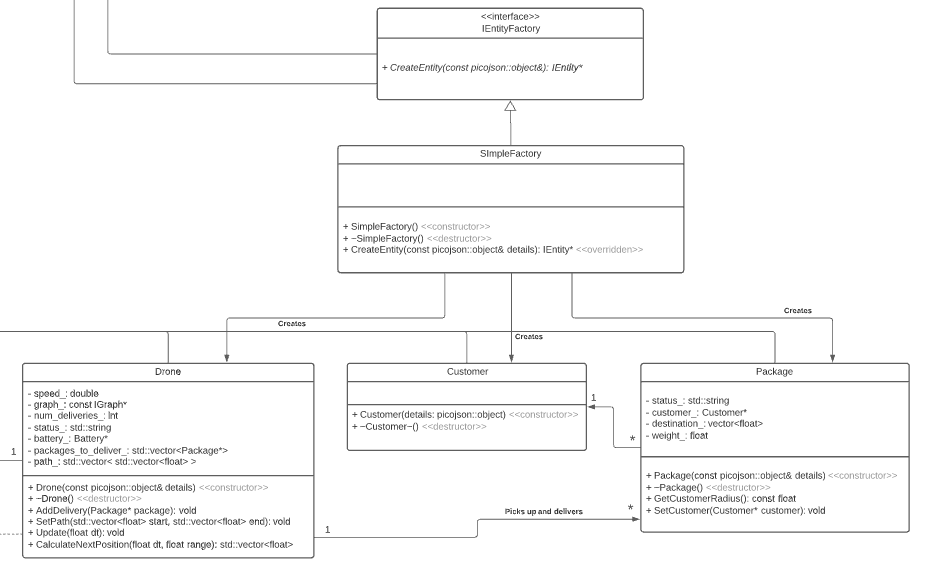 <<interface>>
IEntityFactory
+ CreateEntity(const picojson::object&): IEntity*
SImpleFactory
+ SimpleFactory() <<constructor>>
+ ~SimpleFactory() <<destructor>>
+ CreateEntity(const picojson::object& details): IEntity* <<overridden>>
Creates
Creates
Creates
Drone
- speed_: double
- graph_: const IGraph*
- num_deliveries_: Int
- status_: std::string
- battery_: Battery*
- packages_to_deliver_: std::vector<Package*>
- path_: std::vector< std::vector<float> >
+ Drone(const picojson::object& details) <<constructor>>
+ ~Drone() <<destructor>>
+ AddDelivery(Package* package): void
+ SetPath(std::vector<float> start, std::vector<float> end): void
+ Update(float dt): void
+ CalculateNextPosition(float dt, float range): std::vector<float>
1
1
Customer
+ Customer(details: picojson::object) <<constructor>>
+ ~Customer~() <<destructor>>
1
*
Package
- status_: std::string
- customer_: Customer*
- destination_: vector<float>
- weight_: float
+ Package(const picojson::object& details) <<constructor>>
+ ~Package() <<destructor>>
+ GetCustomerRadius(): const float
+ SetCustomer(Customer* customer): void
Picks up and delivers
*